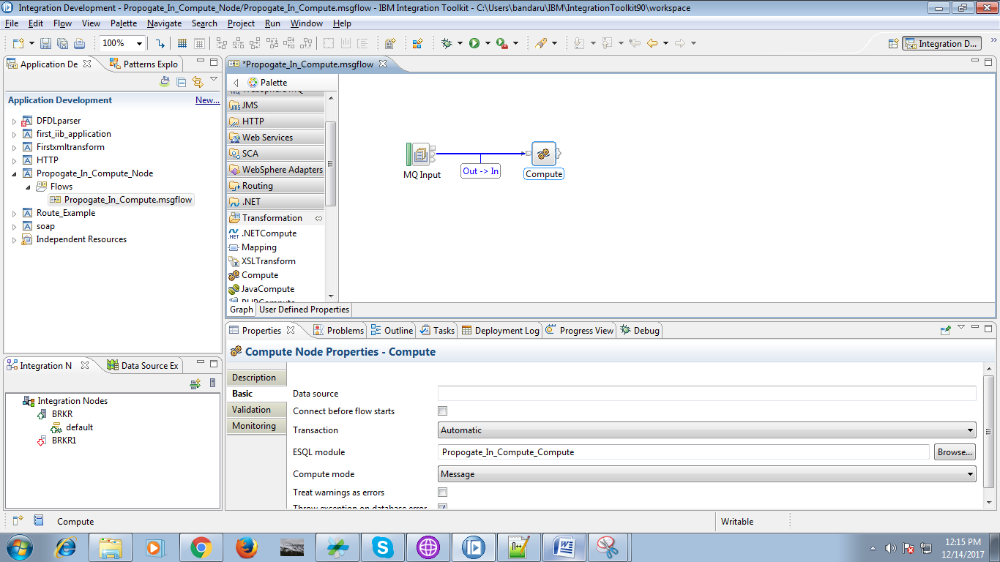 Integration Development - Propogate_In_Compute_Node/Propogate_In_Compute.msgflow - IBM Integration Toolkit - C:\Users\bandaru\IBM\IntegrationToolkit90\workspace
File Edit Flow View Palette Navigate Search Project Run Window Help
100%
Integration D...
Application De
Patterns Explo
Application Development
New...
DFDLparser
first_iib_application
Firstxmltransform
HTTP
Propogate_In_Compute_Node
Flows
Propogate_In_Compute.msgflow
Route_Example
soap
Independent Resources
Integration N
Data Source Ex
Integration Nodes
BRKR
default
BRKR1
*Propogate_In_Compute.msgflow
Palette
WebSphere MQ
JMS
HTTP
Web Services
SCA
WebSphere Adapters
Routing
.NET
Transformation
.NETCompute
Mapping
XSLTransform
Compute
JavaCompute
PHPCompute
MQ Input
Out -> In
Compute
Graph
User Defined Properties
Properties
Problems
Outline
Tasks
Deployment Log
Progress View
Debug
Compute Node Properties - Compute
Description
Basic
Validation
Monitoring
Data source
Connect before flow starts
Transaction
Automatic
ESQL module
Propogate_In_Compute_Compute
Browse...
Compute mode
Message
Treat warnings as errors
Throw exception on database error
Compute
Writable
12:15 PM
12/14/2017